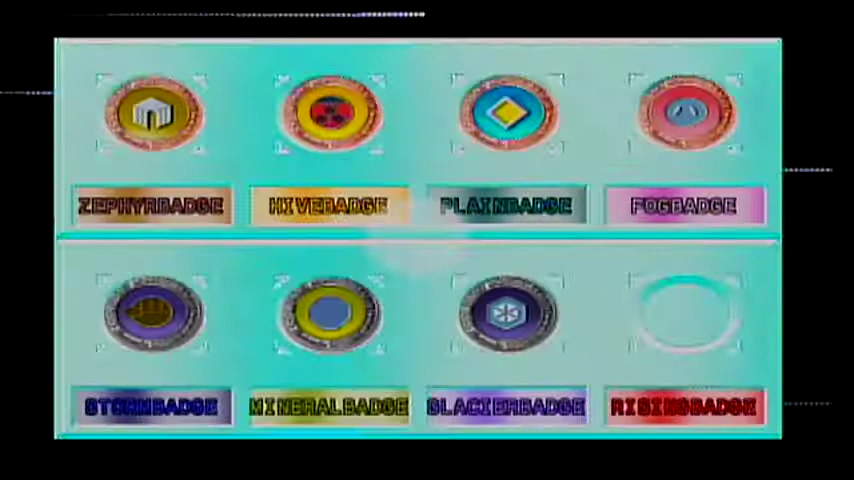 ZEPHYRBADGE
HIVEBADGE
PLAINBADGE
FOGBADGE
STORMBADGE
MINERALBADGE
GLACIERBADGE
RISINGBADGE